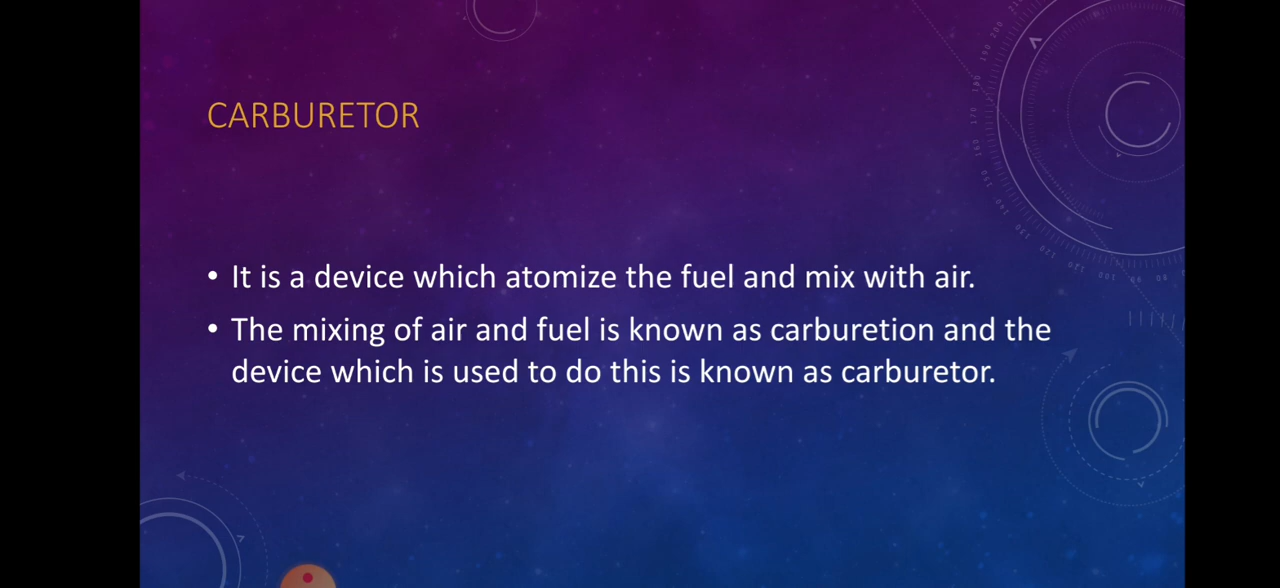 CARBURETOR
• It is a device which atomize the fuel and mix with air.
• The mixing of air and fuel is known as carburetion and the
device which is used to do this is known as carburetor.